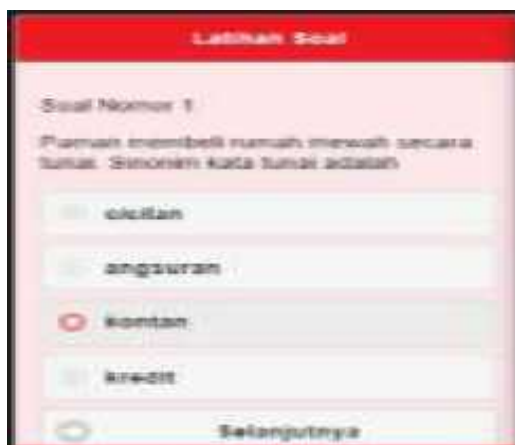 Latihan Soal
Soal Nomor 1
Paman membeli rumah mewah secara
tunai. Sinonim kata tunai adalah
cicilan
angsuran
kontan
kredit
Selanjutnya